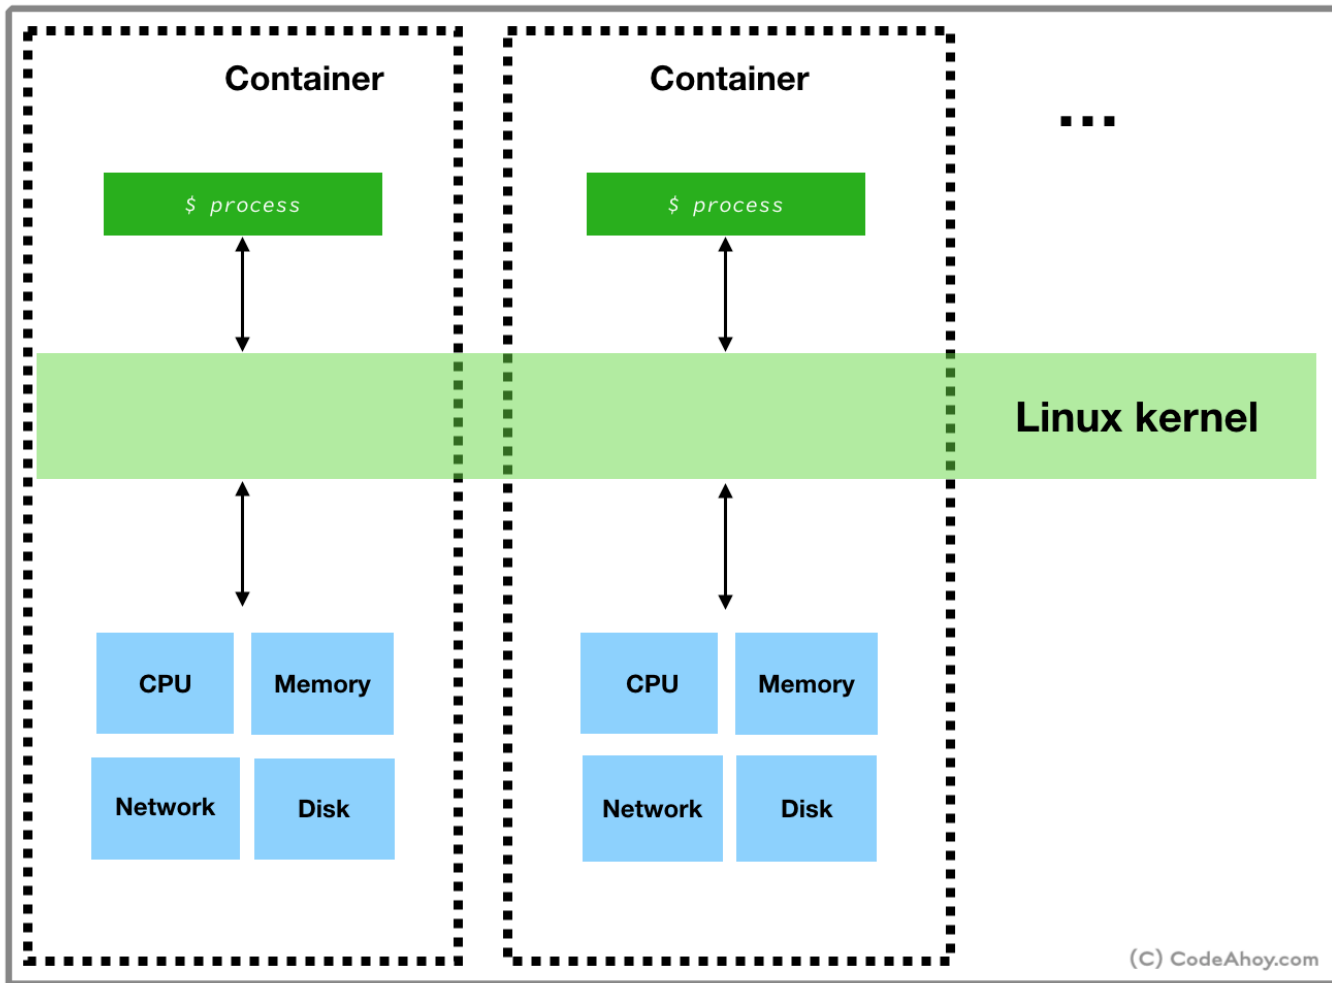 Container
$ process
CPU
Memory
Network
Disk
Container
$ process
CPU
Memory
Network
Disk
...
Linux kernel
(C) CodeAhoy.com